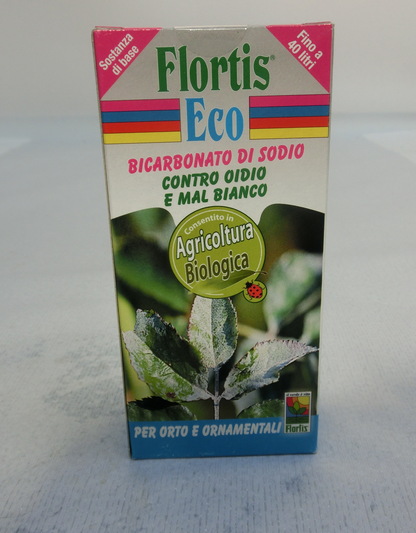 Sostanza
di base
Fino a
40 litri
Flortis®
Eco
BICARBONATO DI SODIO
CONTRO OIDIO
E MAL BIANCO
Consentito in
Agricoltura
Biologica
PER ORTO E ORNAMENTALI
Flortis